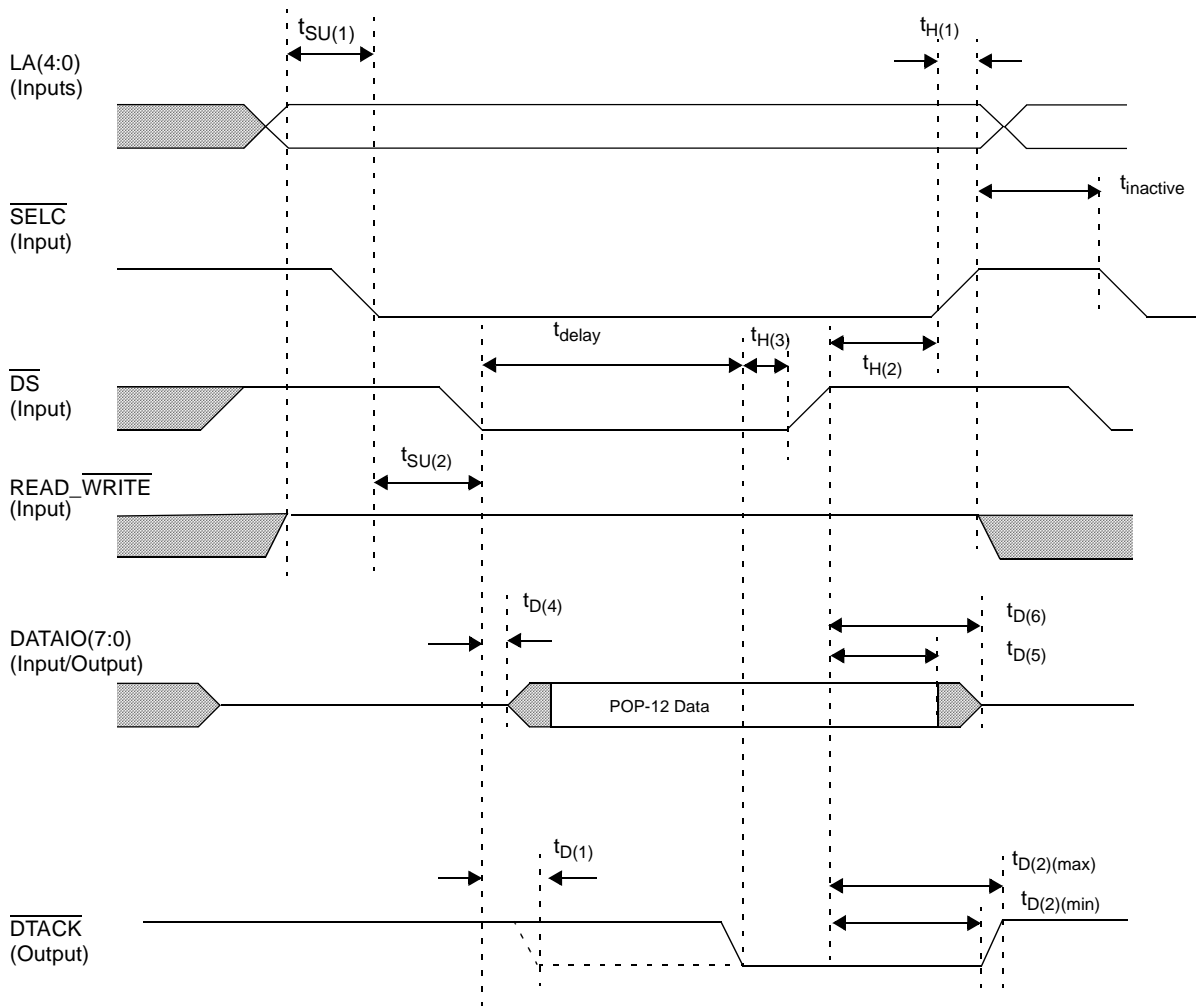 tSU(1)
tH(1)
LA(4:0)
(Inputs)
tinactive
SELC
(Input)
tdelay
tH(3)
tH(2)
DS
(Input)
tSU(2)
READ_WRITE
(Input)
tD(4)
tD(6)
DATAIO(7:0)
(Input/Output)
tD(5)
POP-12 Data
tD(1)
tD(2)(max)
tD(2)(min)
DTACK
(Output)